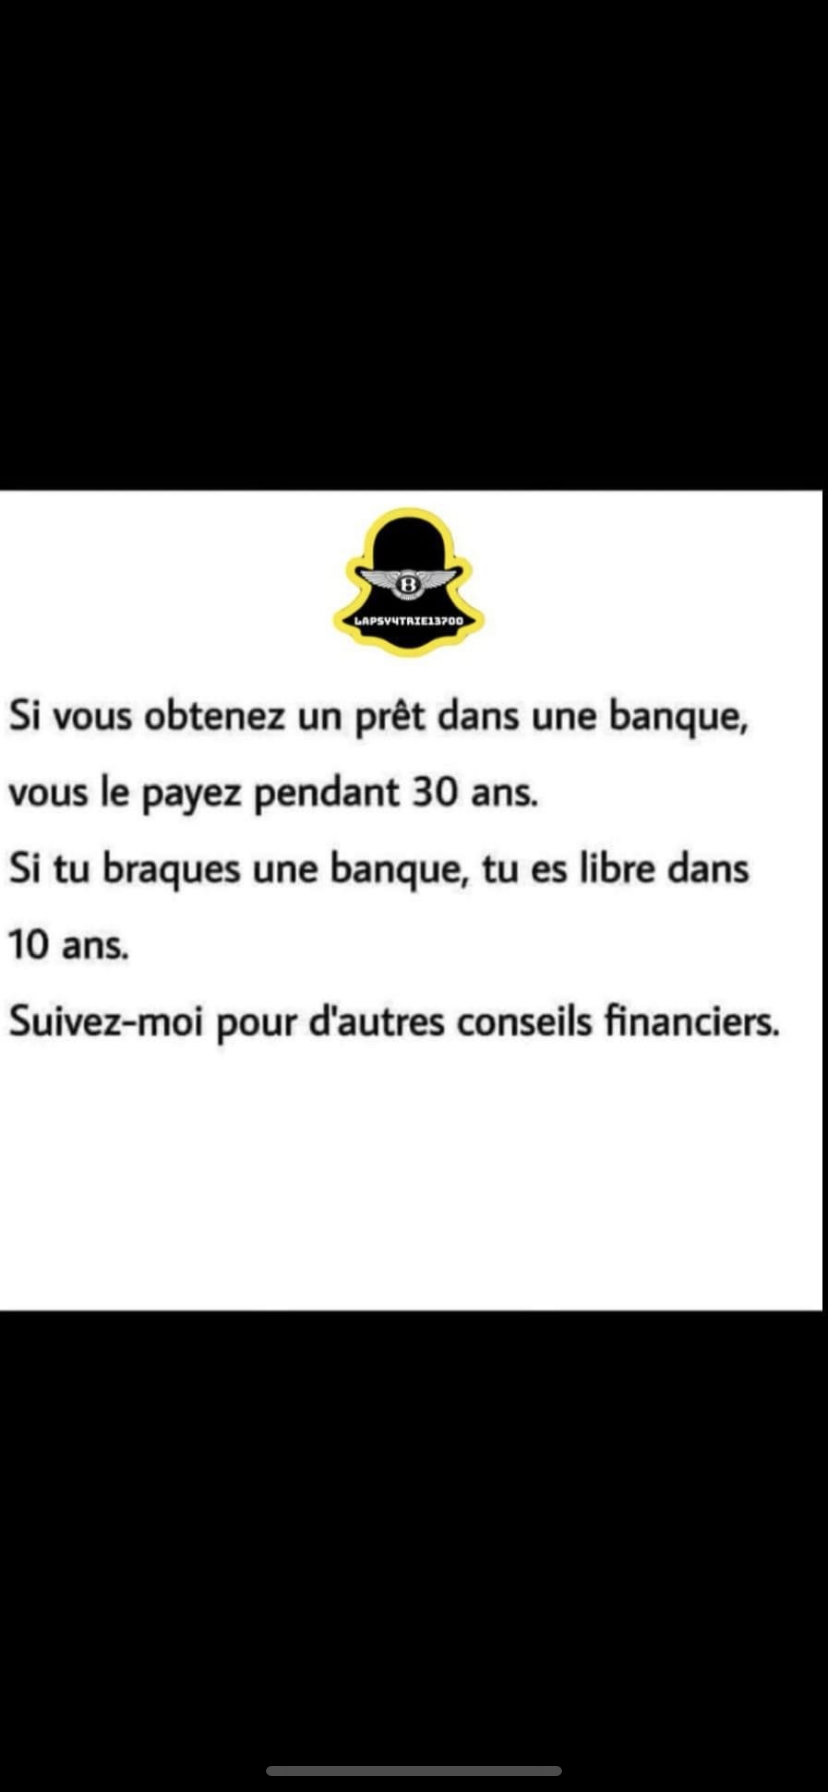 B
LAPSY4TRIE13700
Si vous obtenez un prêt dans une banque,
vous le payez pendant 30 ans.
Si tu braques une banque, tu es libre dans
10 ans.
Suivez-moi pour d'autres conseils financiers.